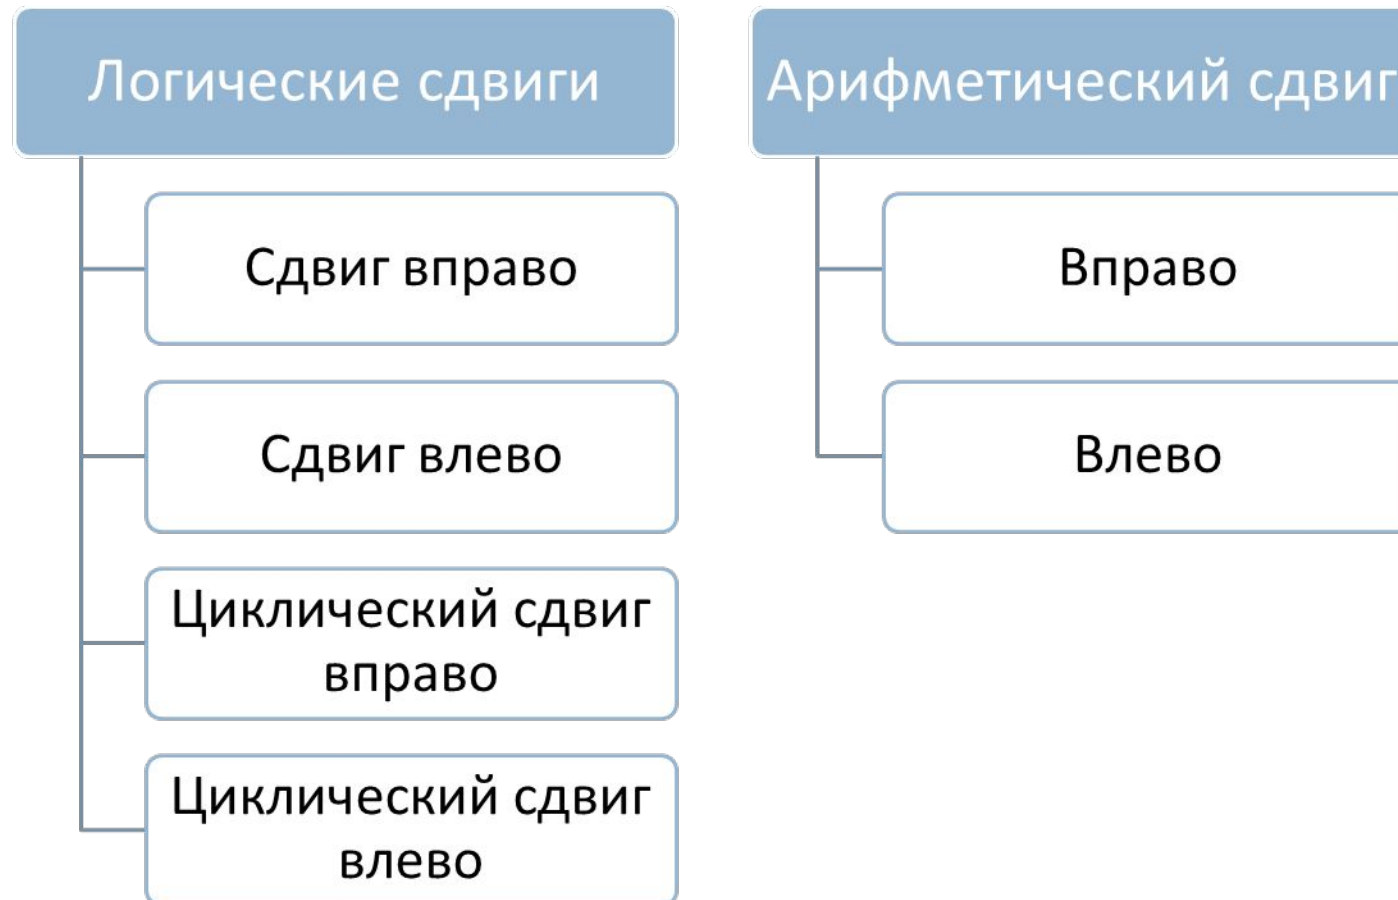 Логические сдвиги
Сдвиг вправо
Сдвиг влево
Циклический сдвиг
вправо
Циклический сдвиг
влево
Арифметический сдвиг
Вправо
Влево